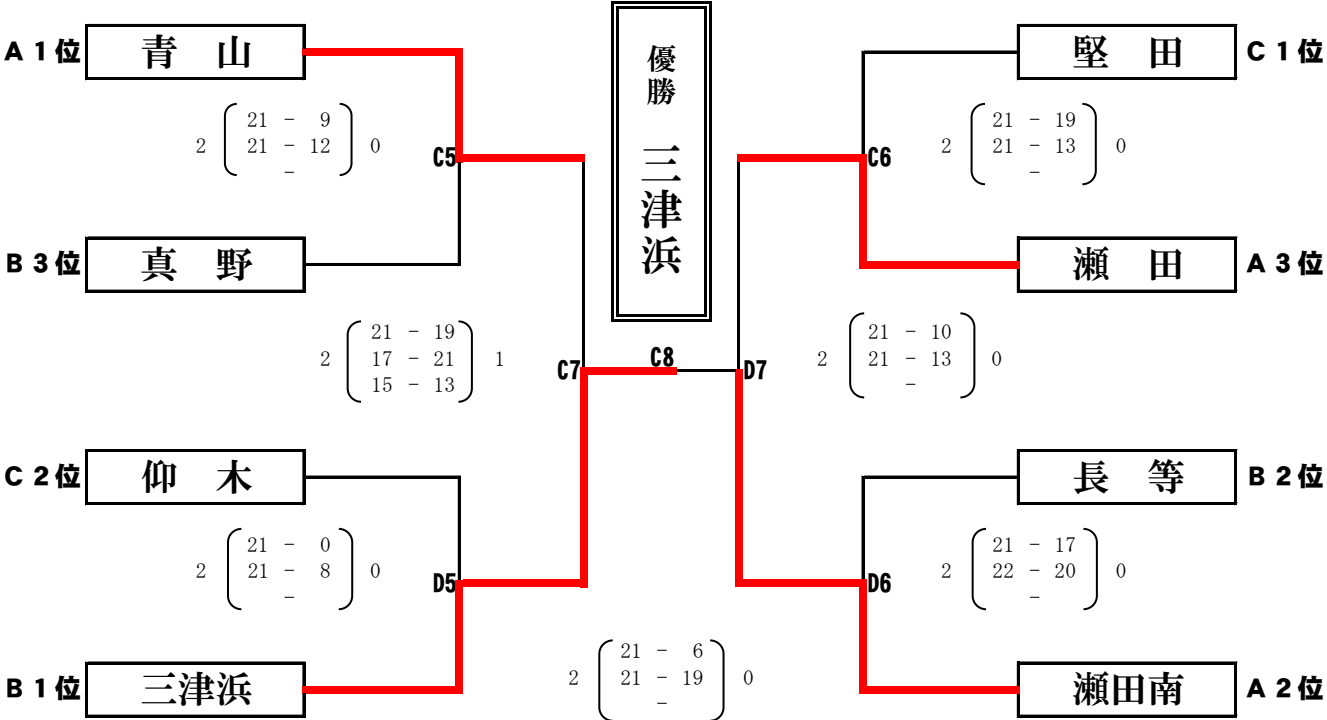 A１位 青　山
優勝　三津浜
堅　田 C１位
2 21 － 9 0
21 － 12
－
C5
2 21 － 19 0
21 － 13
－
C6
B３位 真　野
瀬　田 A３位
2 21 － 19 1
17 － 21
15 － 13
C7
C8
D7
2 21 － 10 0
21 － 13
－
C２位 仰　木
長　等 B２位
2 21 － 0 0
21 － 8
－
D5
2 21 － 17 0
22 － 20
－
D6
2 21 － 6 0
21 － 19
－
B１位 三津浜
瀬田南 A２位